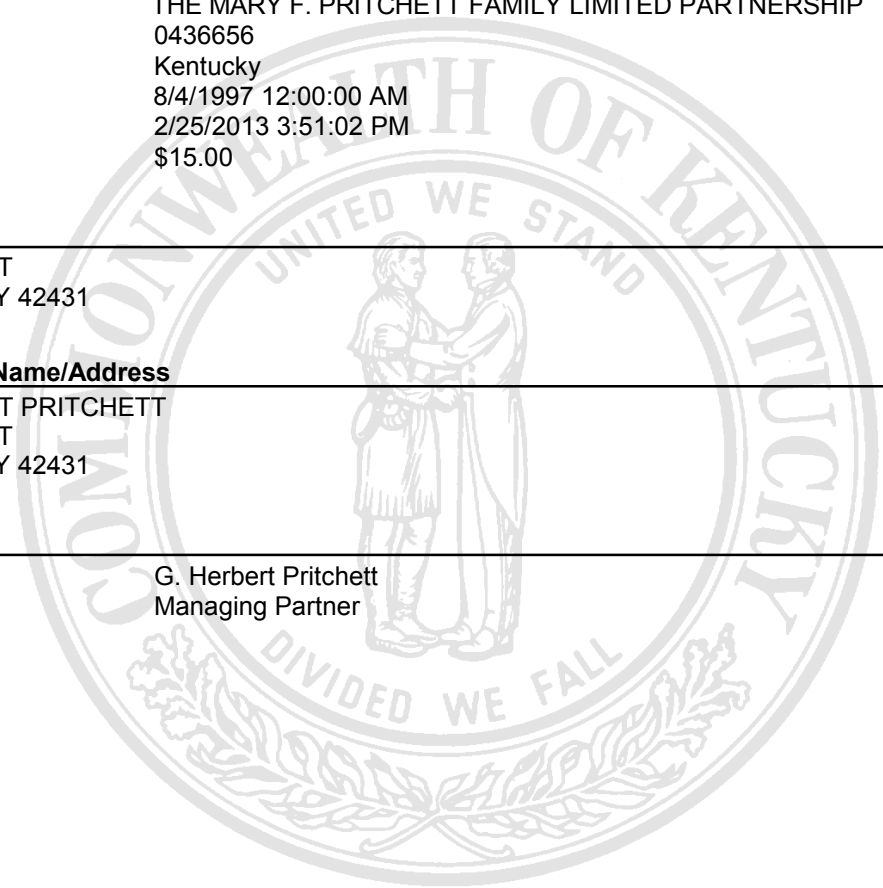 THE MARY F. PRITCHETT FAMILY LIMITED PARTNERSHIP
0436656
Kentucky
8/4/1997 12:00:00 AM
2/25/2013 3:51:02 PM
$15.00
COMMONWEALTH OF KENTUCKY
UNITED WE STAND
T
Y 42431
Name/Address
T PRITCHETT
T
Y 42431
G. Herbert Pritchett
Managing Partner
DIVIDED WE FALL